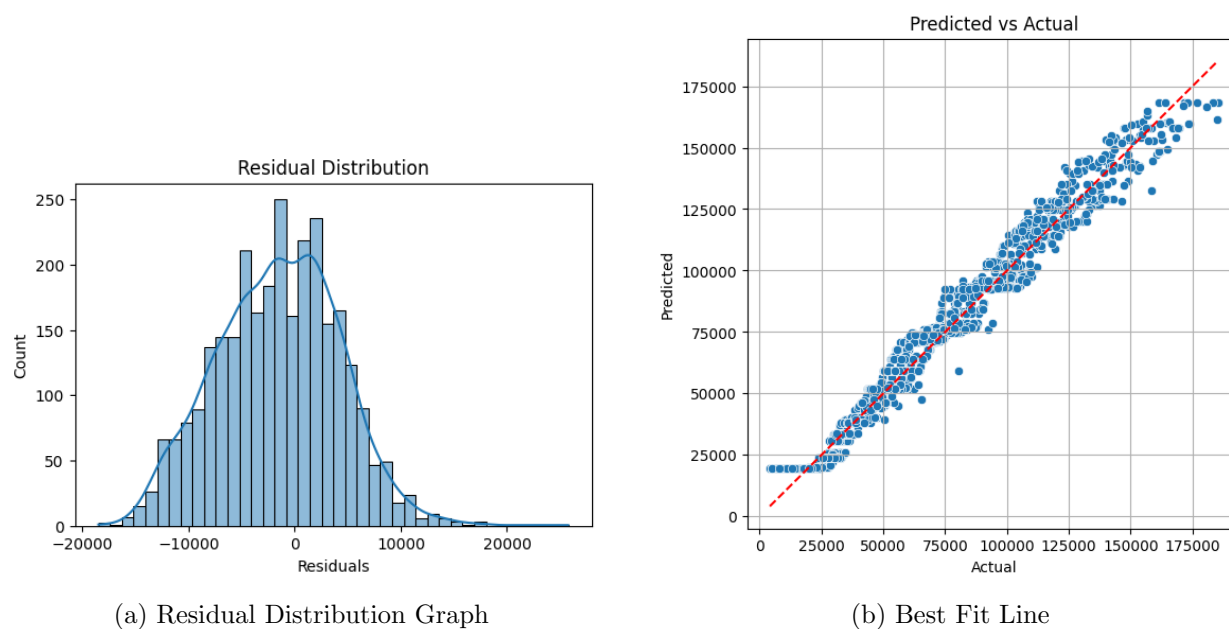 Residual Distribution
250
200
150
100
50
0
Count
−20000 −10000 0 10000 20000
Residuals
(a) Residual Distribution Graph
Predicted vs Actual
175000
150000
125000
100000
75000
50000
25000
0
Predicted
0 25000 50000 75000 100000 125000 150000 175000
Actual
(b) Best Fit Line